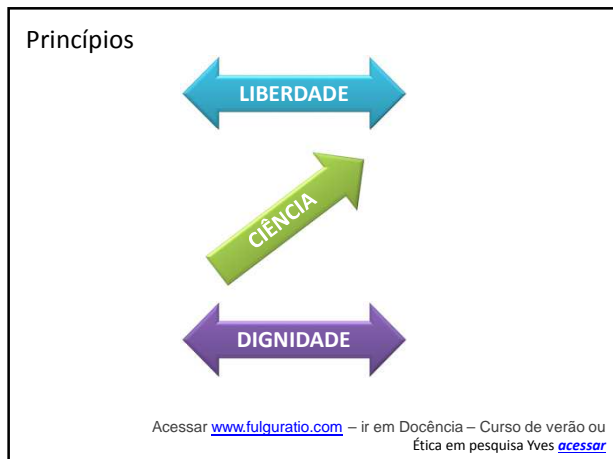 Princípios
LIBERDADE
CIÊNCIA
DIGNIDADE
Acessar www.fulguratio.com – ir em Docência – Curso de verão ou
Ética em pesquisa Yves acessar